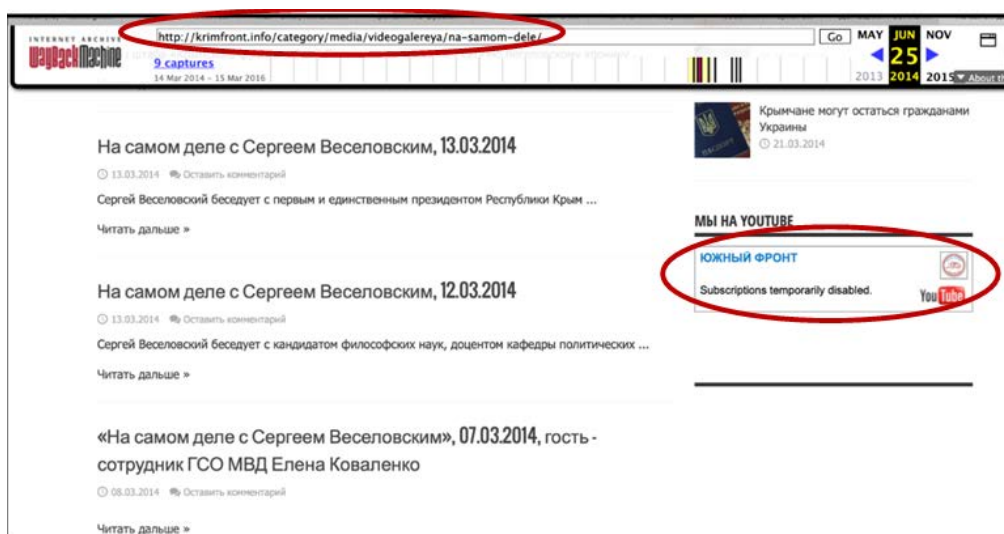 INTERNET ARCHIVE
WayBackMachine
http://krimfront.info/category/media/videogalereya/na-samom-dele/
Go
MAY JUN NOV
25
2013 2014 2015
9 captures
14 Mar 2014 – 15 Mar 2016
About th
На самом деле с Сергеем Веселовским, 13.03.2014
13.03.2014 Оставить комментарий
Сергей Веселовский беседует с первым и единственным президентом Республики Крым ...
Читать дальше »
На самом деле с Сергеем Веселовским, 12.03.2014
13.03.2014 Оставить комментарий
Сергей Веселовский беседует с кандидатом философских наук, доцентом кафедры политических ...
Читать дальше »
«На самом деле с Сергеем Веселовским», 07.03.2014, гость -
сотрудник ГСО МВД Елена Коваленко
08.03.2014 Оставить комментарий
Читать дальше »
Крымчане могут остаться гражданами
Украины
21.03.2014
МЫ НА YOUTUBE
ЮЖНЫЙ ФРОНТ
Subscriptions temporarily disabled.
YouTube